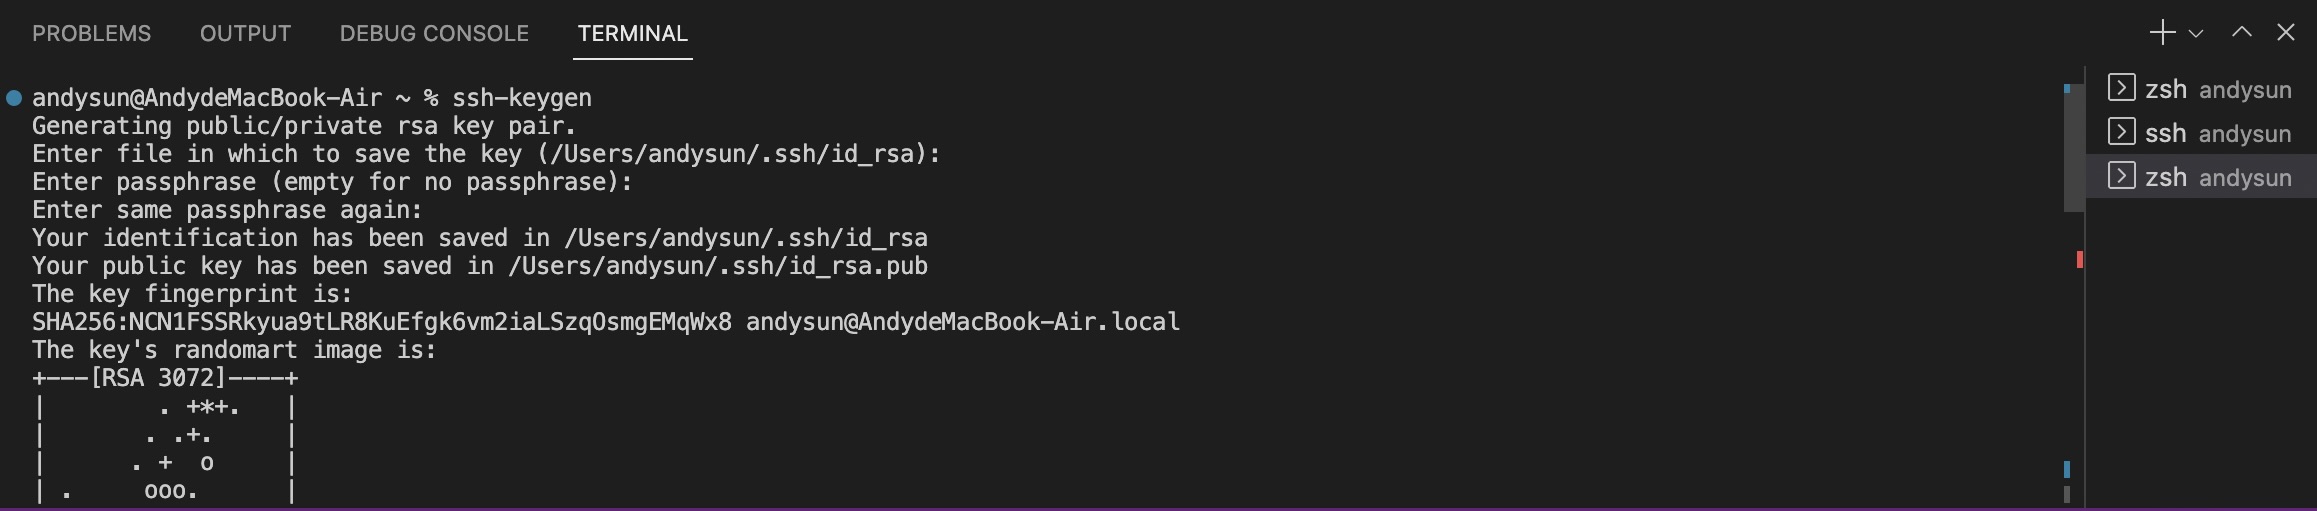 PROBLEMS OUTPUT DEBUG CONSOLE TERMINAL
andysun@AndydeMacBook-Air ~ % ssh-keygen
Generating public/private rsa key pair.
Enter file in which to save the key (/Users/andysun/.ssh/id_rsa):
Enter passphrase (empty for no passphrase):
Enter same passphrase again:
Your identification has been saved in /Users/andysun/.ssh/id_rsa
Your public key has been saved in /Users/andysun/.ssh/id_rsa.pub
The key fingerprint is:
SHA256:NCN1FSSRkyua9tLR8KuEfgk6vm2iaLSzqOsmgEMqWx8 andysun@AndydeMacBook-Air.local
The key's randomart image is:
+---[RSA 3072]----+
|        . +*+.   |
|       . .+.     |
|      . +  o     |
| .     ooo.      |
zsh andysun
ssh andysun
zsh andysun